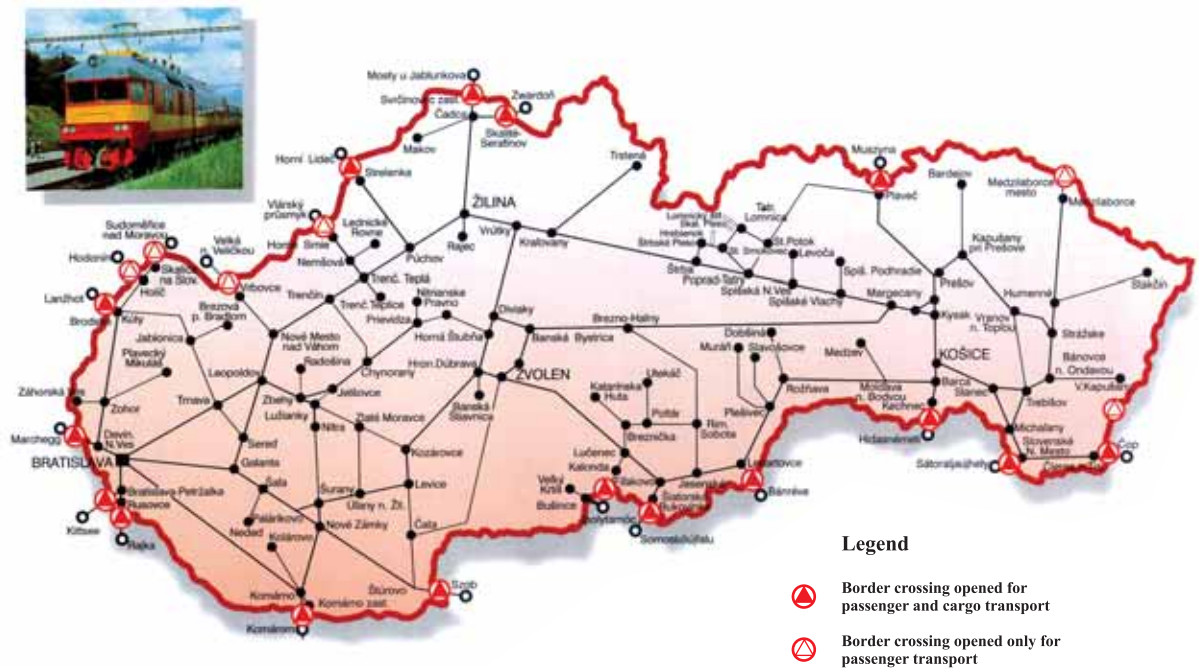 Mosty u Jablunkova
Svrčinovec zast.
Zwardoń
Čadca
Skalité-
Serafinov
Makov
Horní Lideč
Strelenka
Trstená
Muszyna
Plaveč
Bardejov
Medzilaborce
mesto
Medzilaborce
Vlárský
průsmyk
Lednické
Rovne
Horné Srnie
Nemšová
Púchov
ŽILINA
Rajec
Vrútky
Kraľovany
Tatr.
Lomnica
Štrba
Poprad-Tatry
St.Potok
Levoča
Spišská N.Ves
Spiš. Podhradie
Spišské Vlachy
Margecany
Kapušany
pri Prešove
Prešov
Kysak
Humenné
Stakčín
Vranov
n. Topľou
Strážske
Sudoměřice
nad Moravou
Velká
n. Veličkou
Hodonín
Skalica
na Slov.
Holíč
Vrbovce
Lanžhot
Brodské
Kúty
Brezová
p. Bradlom
Jablonica
Plavecký
Mikuláš
Trenč. Teplá
Trenč. Teplice
Trenčín
Nitrianske
Pravno
Prievidza
Nové Mesto
nad Váhom
Chynorany
Horná Štubňa
Diviaky
Hron.Dúbrava
Banská Bystrica
Brezno-Halny
ZVOLEN
Banská
Štiavnica
Dobšiná
Muráň
Slavošovce
Medzev
Rožňava
Plešivec
Moldava
n. Bodvou
KOŠICE
Barca
Kechnec
Slanec
Bánovce
n. Ondavou
V.Kapušany
Trebišov
Michaľany
Slovenské
N. Mesto
Záhorská Ves
Zohor
Marchegg
Devín.
N.Ves
BRATISLAVA
Bratislava-Petržalka
Rusovce
Kittsee
Rajka
Leopoldov
Radošina
Zbehy
Jelšovce
Lužianky
Nitra
Trnava
Sereď
Galanta
Šaľa
Zlaté Moravce
Kozárovce
Levice
Šurany
Úľany n. Žit.
Palárikovo
Neded
Kolárovo
Nové Zámky
Čata
Komárno
Komárno zast.
Komárom
Štúrovo
Szob
Katarínska
Huta
Utekáč
Poltár
Breznička
Rim.
Sobota
Lučenec
Kalonda
Veľký
Krtíš
Bušince
Fiľakovo
Šiatorská
Bukovinka
Somoskőújfalu
Jesenské
Lenartovce
Bánréve
Hidasnémeti
Sátoraljaújhely
Čop
Legend
Border crossing opened for
passenger and cargo transport
Border crossing opened only for
passenger transport